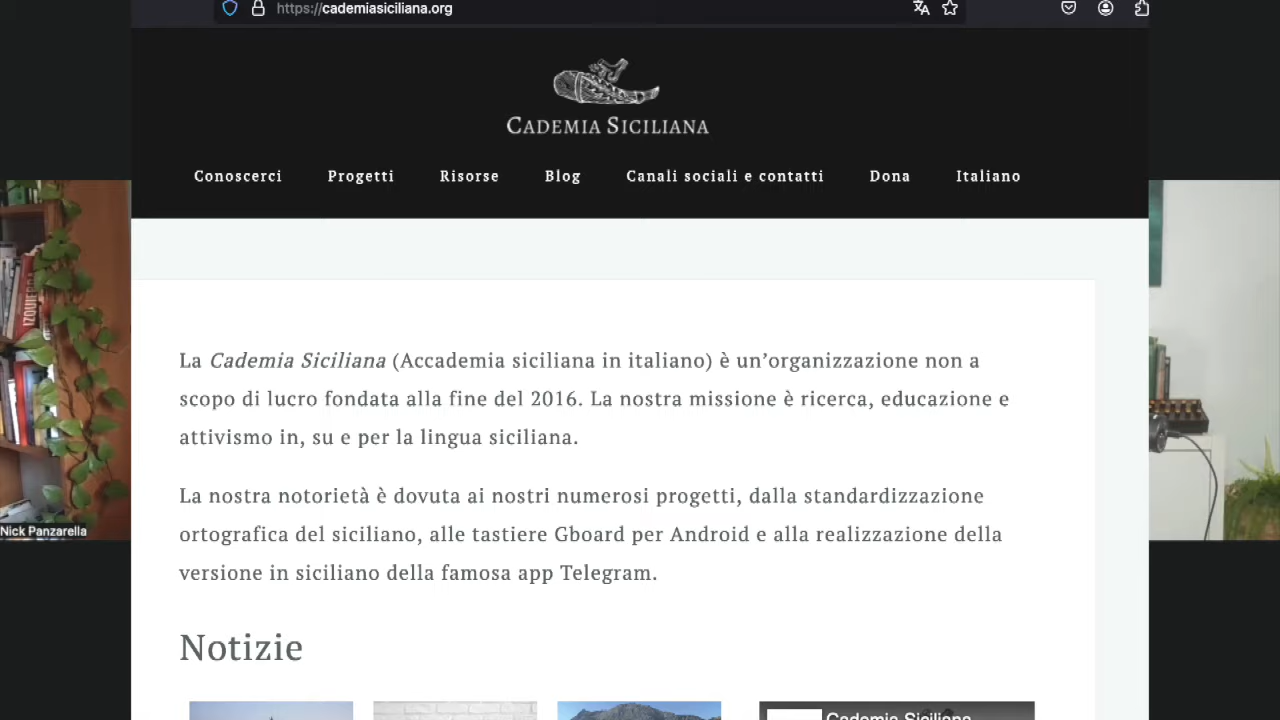 https://cademiasiciliana.org
CADEMIA SICILIANA
Conoscerci Progetti Risorse Blog Canali sociali e contatti Dona Italiano
IZQUIERDA
La Cademia Siciliana (Accademia siciliana in italiano) è un’organizzazione non a
scopo di lucro fondata alla fine del 2016. La nostra missione è ricerca, educazione e
attivismo in, su e per la lingua siciliana.
La nostra notorietà è dovuta ai nostri numerosi progetti, dalla standardizzazione
ortografica del siciliano, alle tastiere Gboard per Android e alla realizzazione della
versione in siciliano della famosa app Telegram.
Nick Panzarella
Notizie
Cademia Siciliana